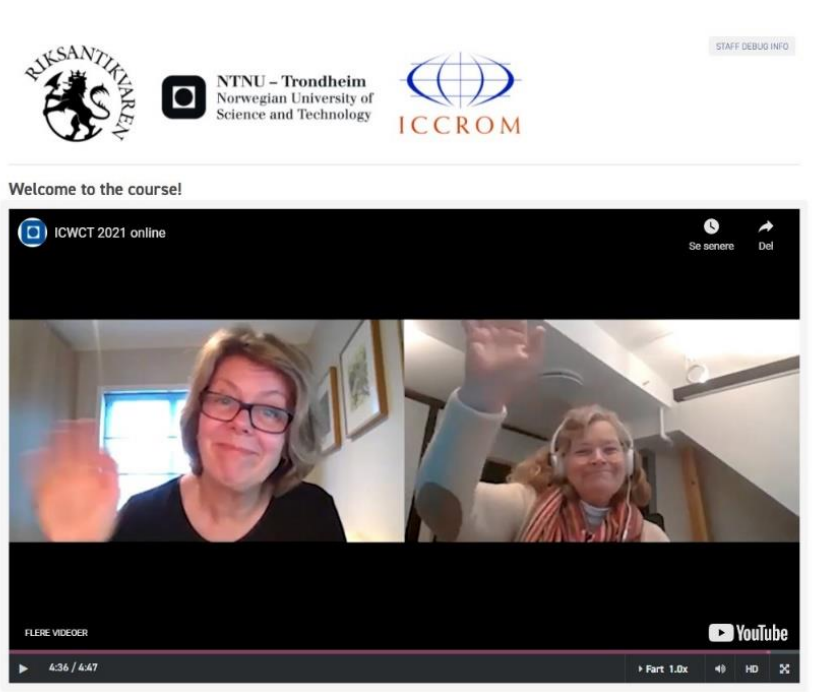 STAFF DEBUG INFO
RIKSANTIKVAREN
NTNU – Trondheim
Norwegian University of
Science and Technology
ICCROM
Welcome to the course!
ICWCT 2021 online
Se senere
Del
FLERE VIDEOER
YouTube
4:36 / 4:47
Fart 1.0x
HD